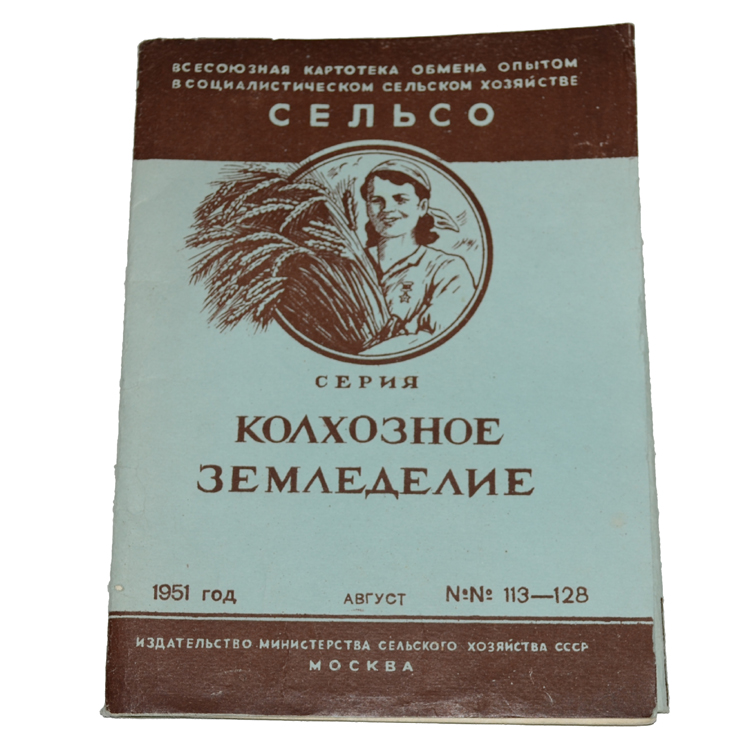 ВСЕСОЮЗНАЯ КАРТОТЕКА ОБМЕНА ОПЫТОМ
В СОЦИАЛИСТИЧЕСКОМ СЕЛЬСКОМ ХОЗЯЙСТВЕ
СЕЛЬСО
СЕРИЯ
КОЛХОЗНОЕ
ЗЕМЛЕДЕЛИЕ
1951 год АВГУСТ №№ 113—128
ИЗДАТЕЛЬСТВО МИНИСТЕРСТВА СЕЛЬСКОГО ХОЗЯЙСТВА СССР
МОСКВА